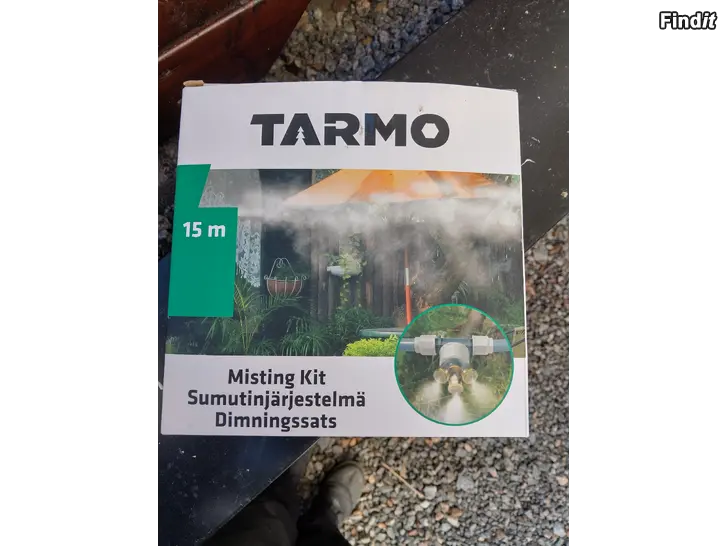 Findit
TARMO
15 m
Misting Kit
Sumutinjärjestelmä
Dimningssats